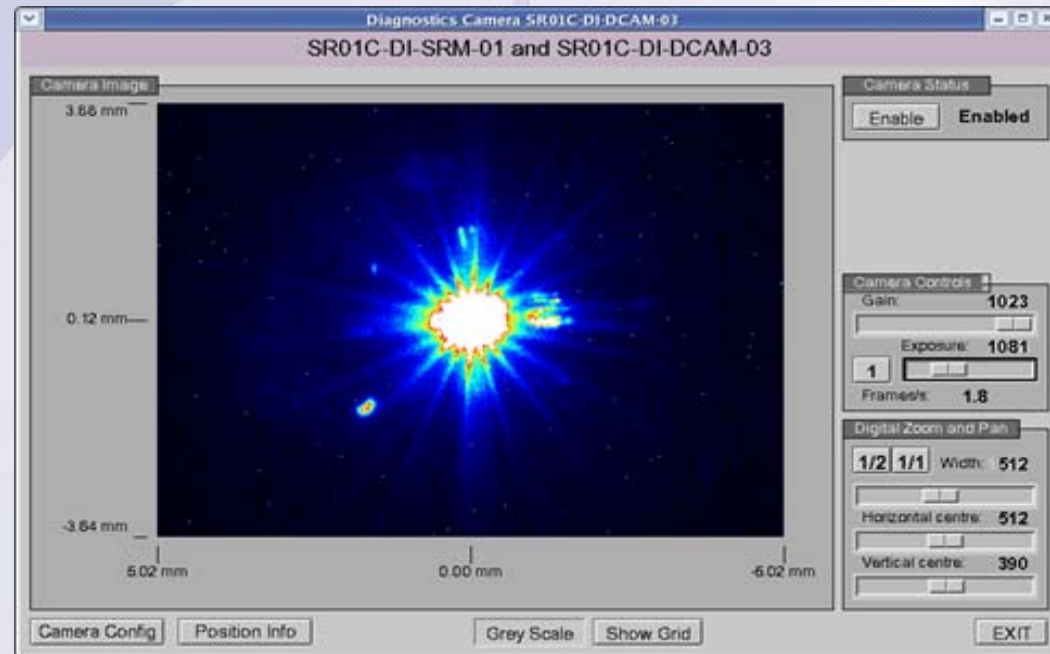 Diagnostics Camera SR01C-DI-DCAM-03
SR01C-DI-SRM-01 and SR01C-DI-DCAM-03
Camera Image
3.88 mm
0.12 mm
-3.64 mm
5.02 mm
0.00 mm
-5.02 mm
Camera Status
Enable
Enabled
Camera Controls
Gain: 1023
Exposure: 1081
1
Frames/s: 1.8
Digital Zoom and Pan
1/2 1/1 Width: 512
Horizontal centre: 512
Vertical centre: 390
Camera Config
Position Info
Grey Scale
Show Grid
EXIT